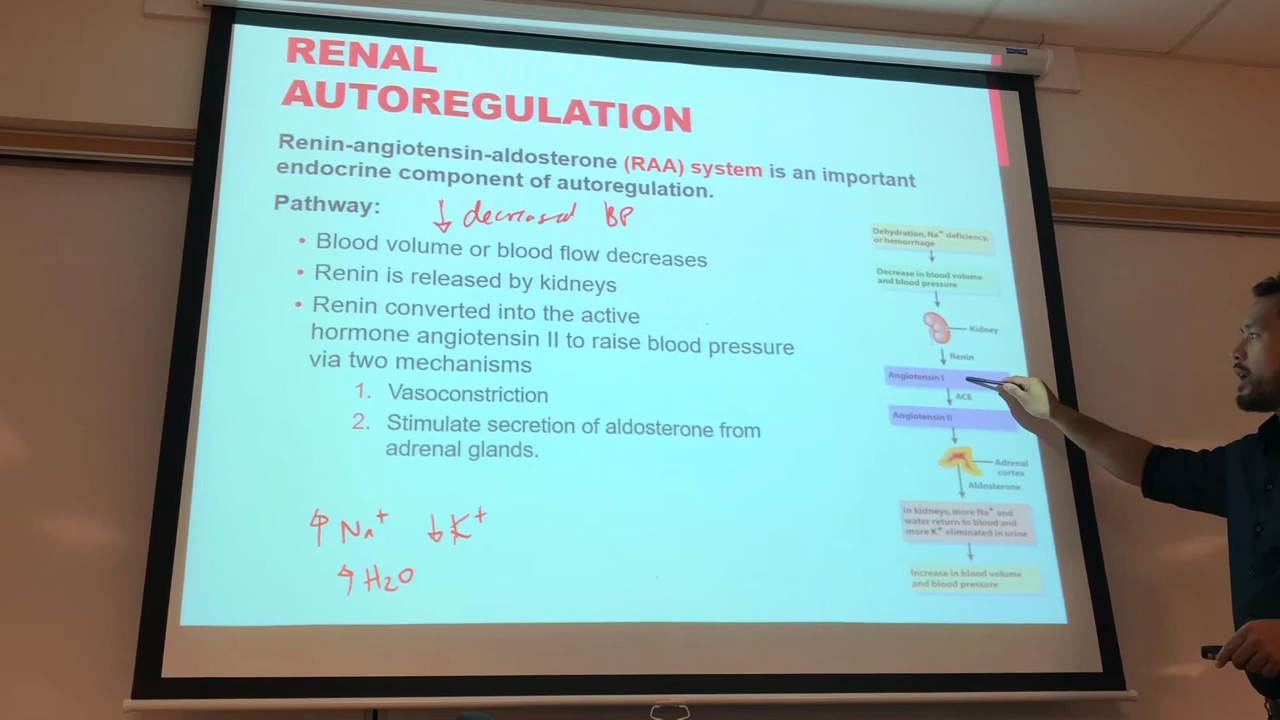 RENAL
AUTOREGULATION
Renin-angiotensin-aldosterone (RAA) system is an important
endocrine component of autoregulation.
Pathway:
↓ decreased BP
• Blood volume or blood flow decreases
• Renin is released by kidneys
• Renin converted into the active
hormone angiotensin II to raise blood pressure
via two mechanisms
1. Vasoconstriction
2. Stimulate secretion of aldosterone from
adrenal glands.
↑ Na+ ↓ K+
↑ H2O
Dehydration, Na+ deficiency,
or hemorrhage
Decrease in blood volume
and blood pressure
Kidney
Renin
Angiotensin I
ACE
Angiotensin II
Adrenal
cortex
Aldosterone
In kidneys, more Na+ and
water return to blood and
more K+ eliminated in urine
Increase in blood volume
and blood pressure